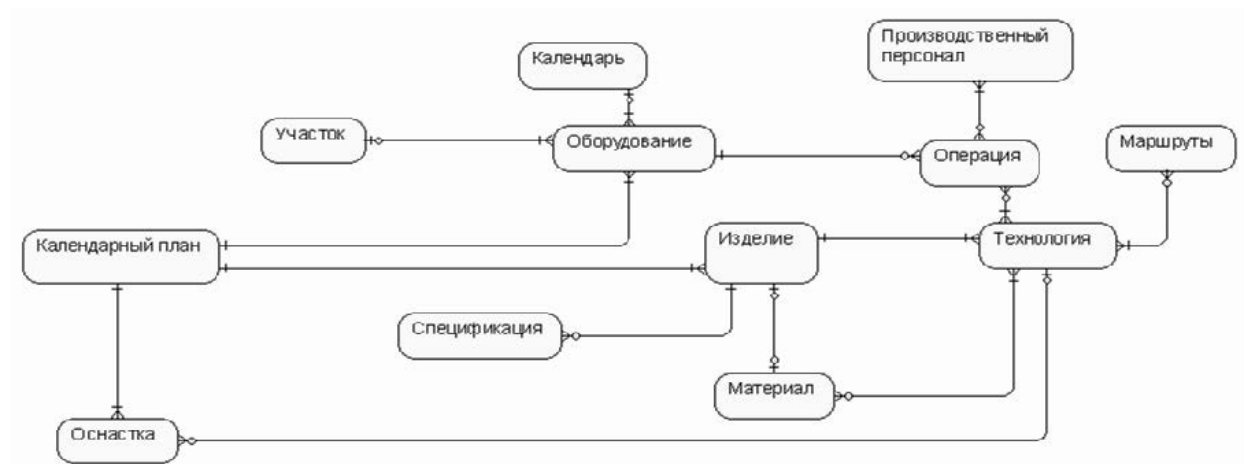 Производственный
персонал
Календарь
Участок
Оборудование
Операция
Маршруты
Календарный план
Изделие
Технология
Спецификация
Материал
Оснастка